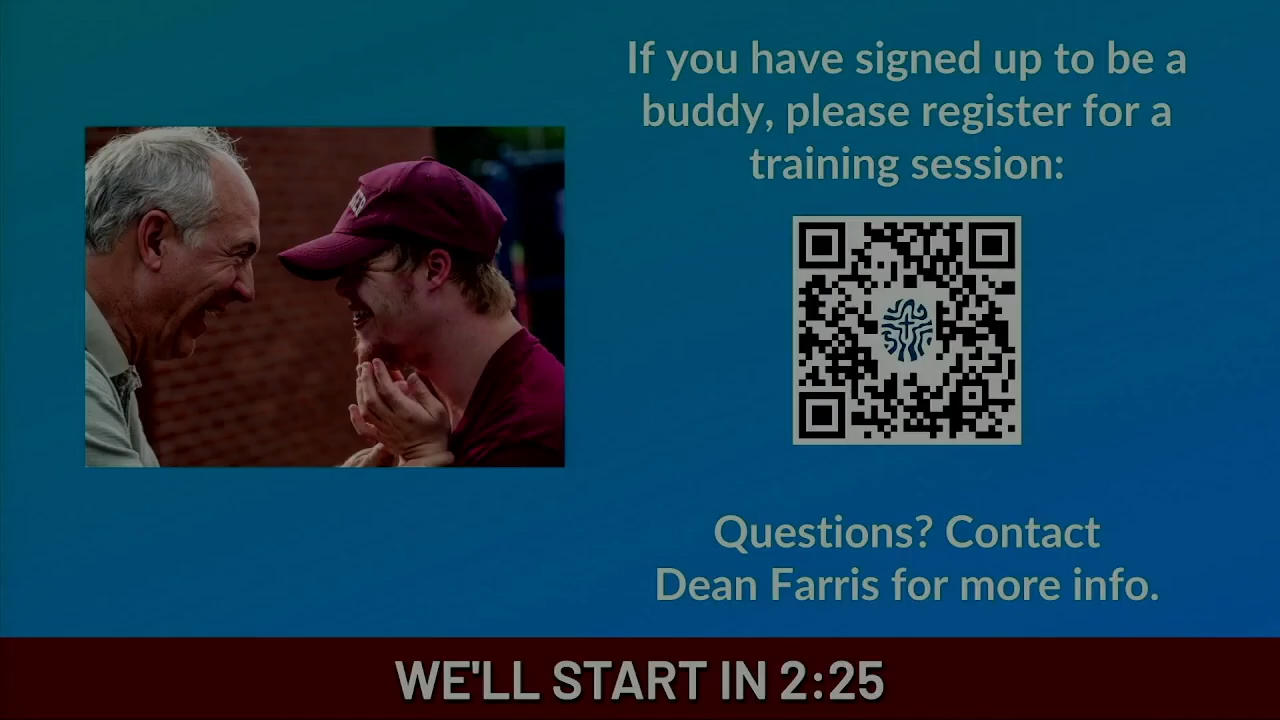 If you have signed up to be a
buddy, please register for a
training session:
Questions? Contact
Dean Farris for more info.
WE'LL START IN 2:25